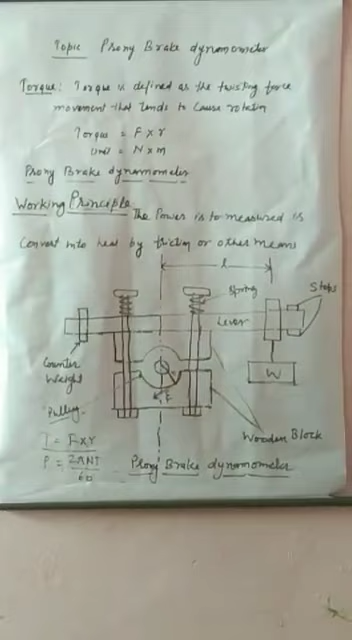 Topic Prony Brake dynamometer
Torque: Torque is defined as the twisting force
movement that tends to cause rotation
Torque = F x r
Unit = N x m
Prony Brake dynamometer
Working Principle The Power is to measured is
Convert into heat by friction or other means
l
Spring
Stops
Lever
Counter
Weight
W
Pulley
F
Wooden Block
T = F x r
P = 2πNT
60
Prony Brake dynamometer